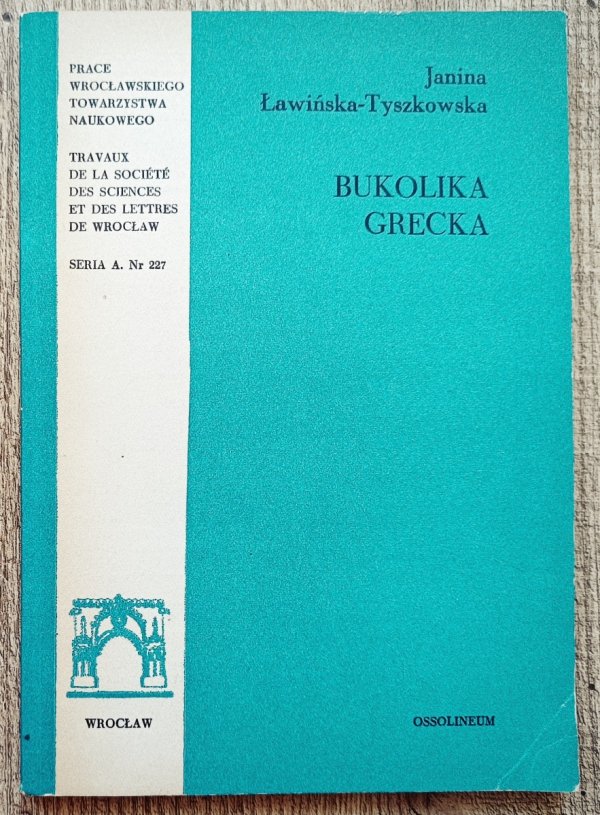 PRACE
WROCŁAWSKIEGO
TOWARZYSTWA
NAUKOWEGO
TRAVAUX
DE LA SOCIÉTÉ
DES SCIENCES
ET DES LETTRES
DE WROCŁAW
SERIA A. Nr 227
Janina
Ławińska-Tyszkowska
BUKOLIKA
GRECKA
WROCŁAW
OSSOLINEUM